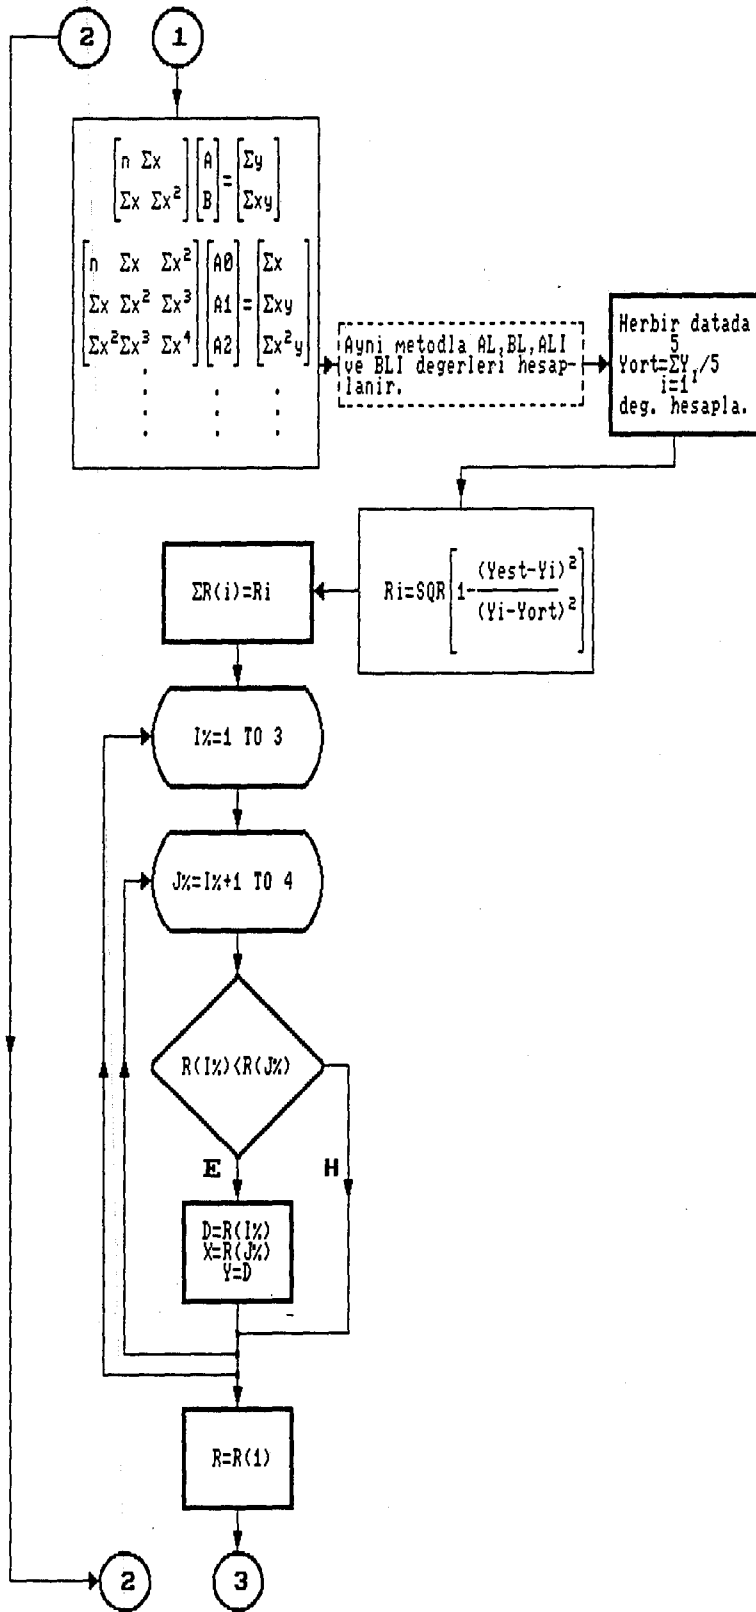 2
1
n Σx A Σy
Σx Σx² B = Σxy
n Σx Σx² A0 Σx
Σx Σx² Σx³ A1 = Σxy
Σx² Σx³ Σx⁴ A2 Σx²y
Ayni metodla AL,BL,ALI
ve BLI degerleri hesap-
lanir.
Herbir datada
5
Yort=ΣYi/5
i=1
deg. hesapla.
Ri=SQR[1-(Yest-Yi)²/(Yi-Yort)²]
ΣR(i)=Ri
I%=1 TO 3
J%=I%+1 TO 4
R(I%)<R(J%)
E
H
D=R(I%)
X=R(J%)
Y=D
R=R(1)
2
3